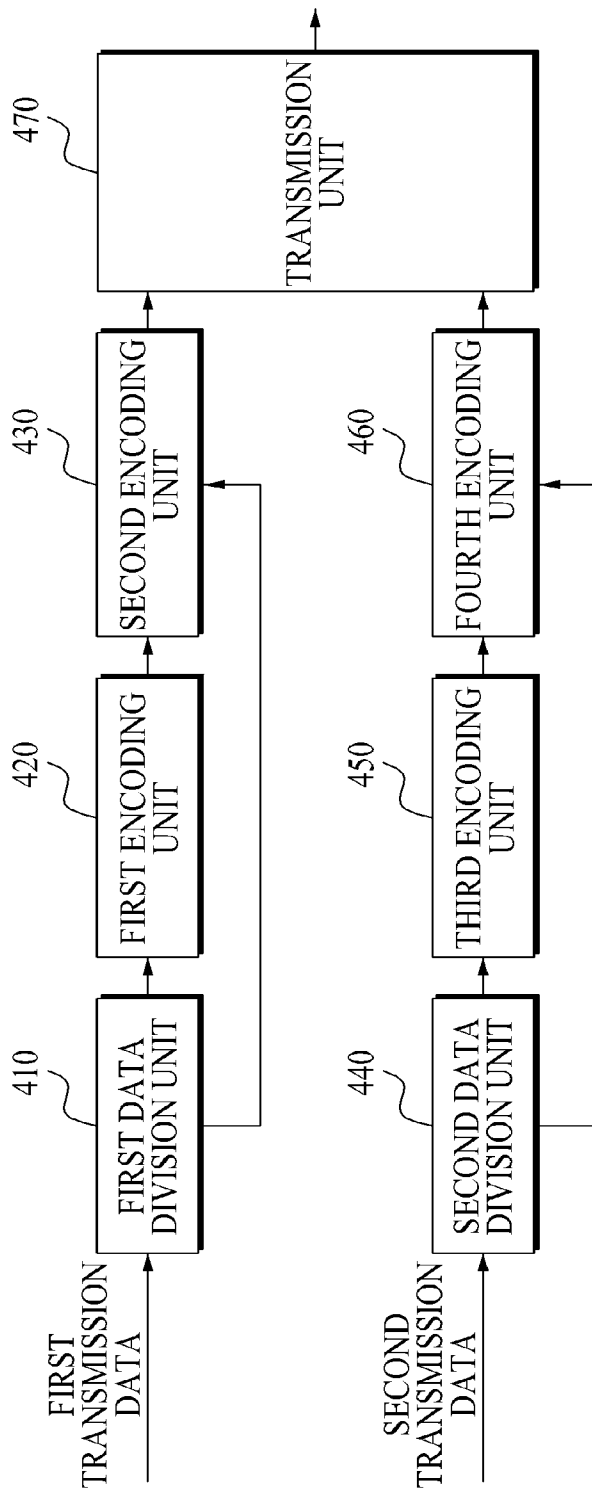 FIRST
TRANSMISSION
DATA
410
FIRST DATA
DIVISION UNIT
420
FIRST ENCODING
UNIT
430
SECOND ENCODING
UNIT
470
TRANSMISSION
UNIT
SECOND
TRANSMISSION
DATA
440
SECOND DATA
DIVISION UNIT
450
THIRD ENCODING
UNIT
460
FOURTH ENCODING
UNIT